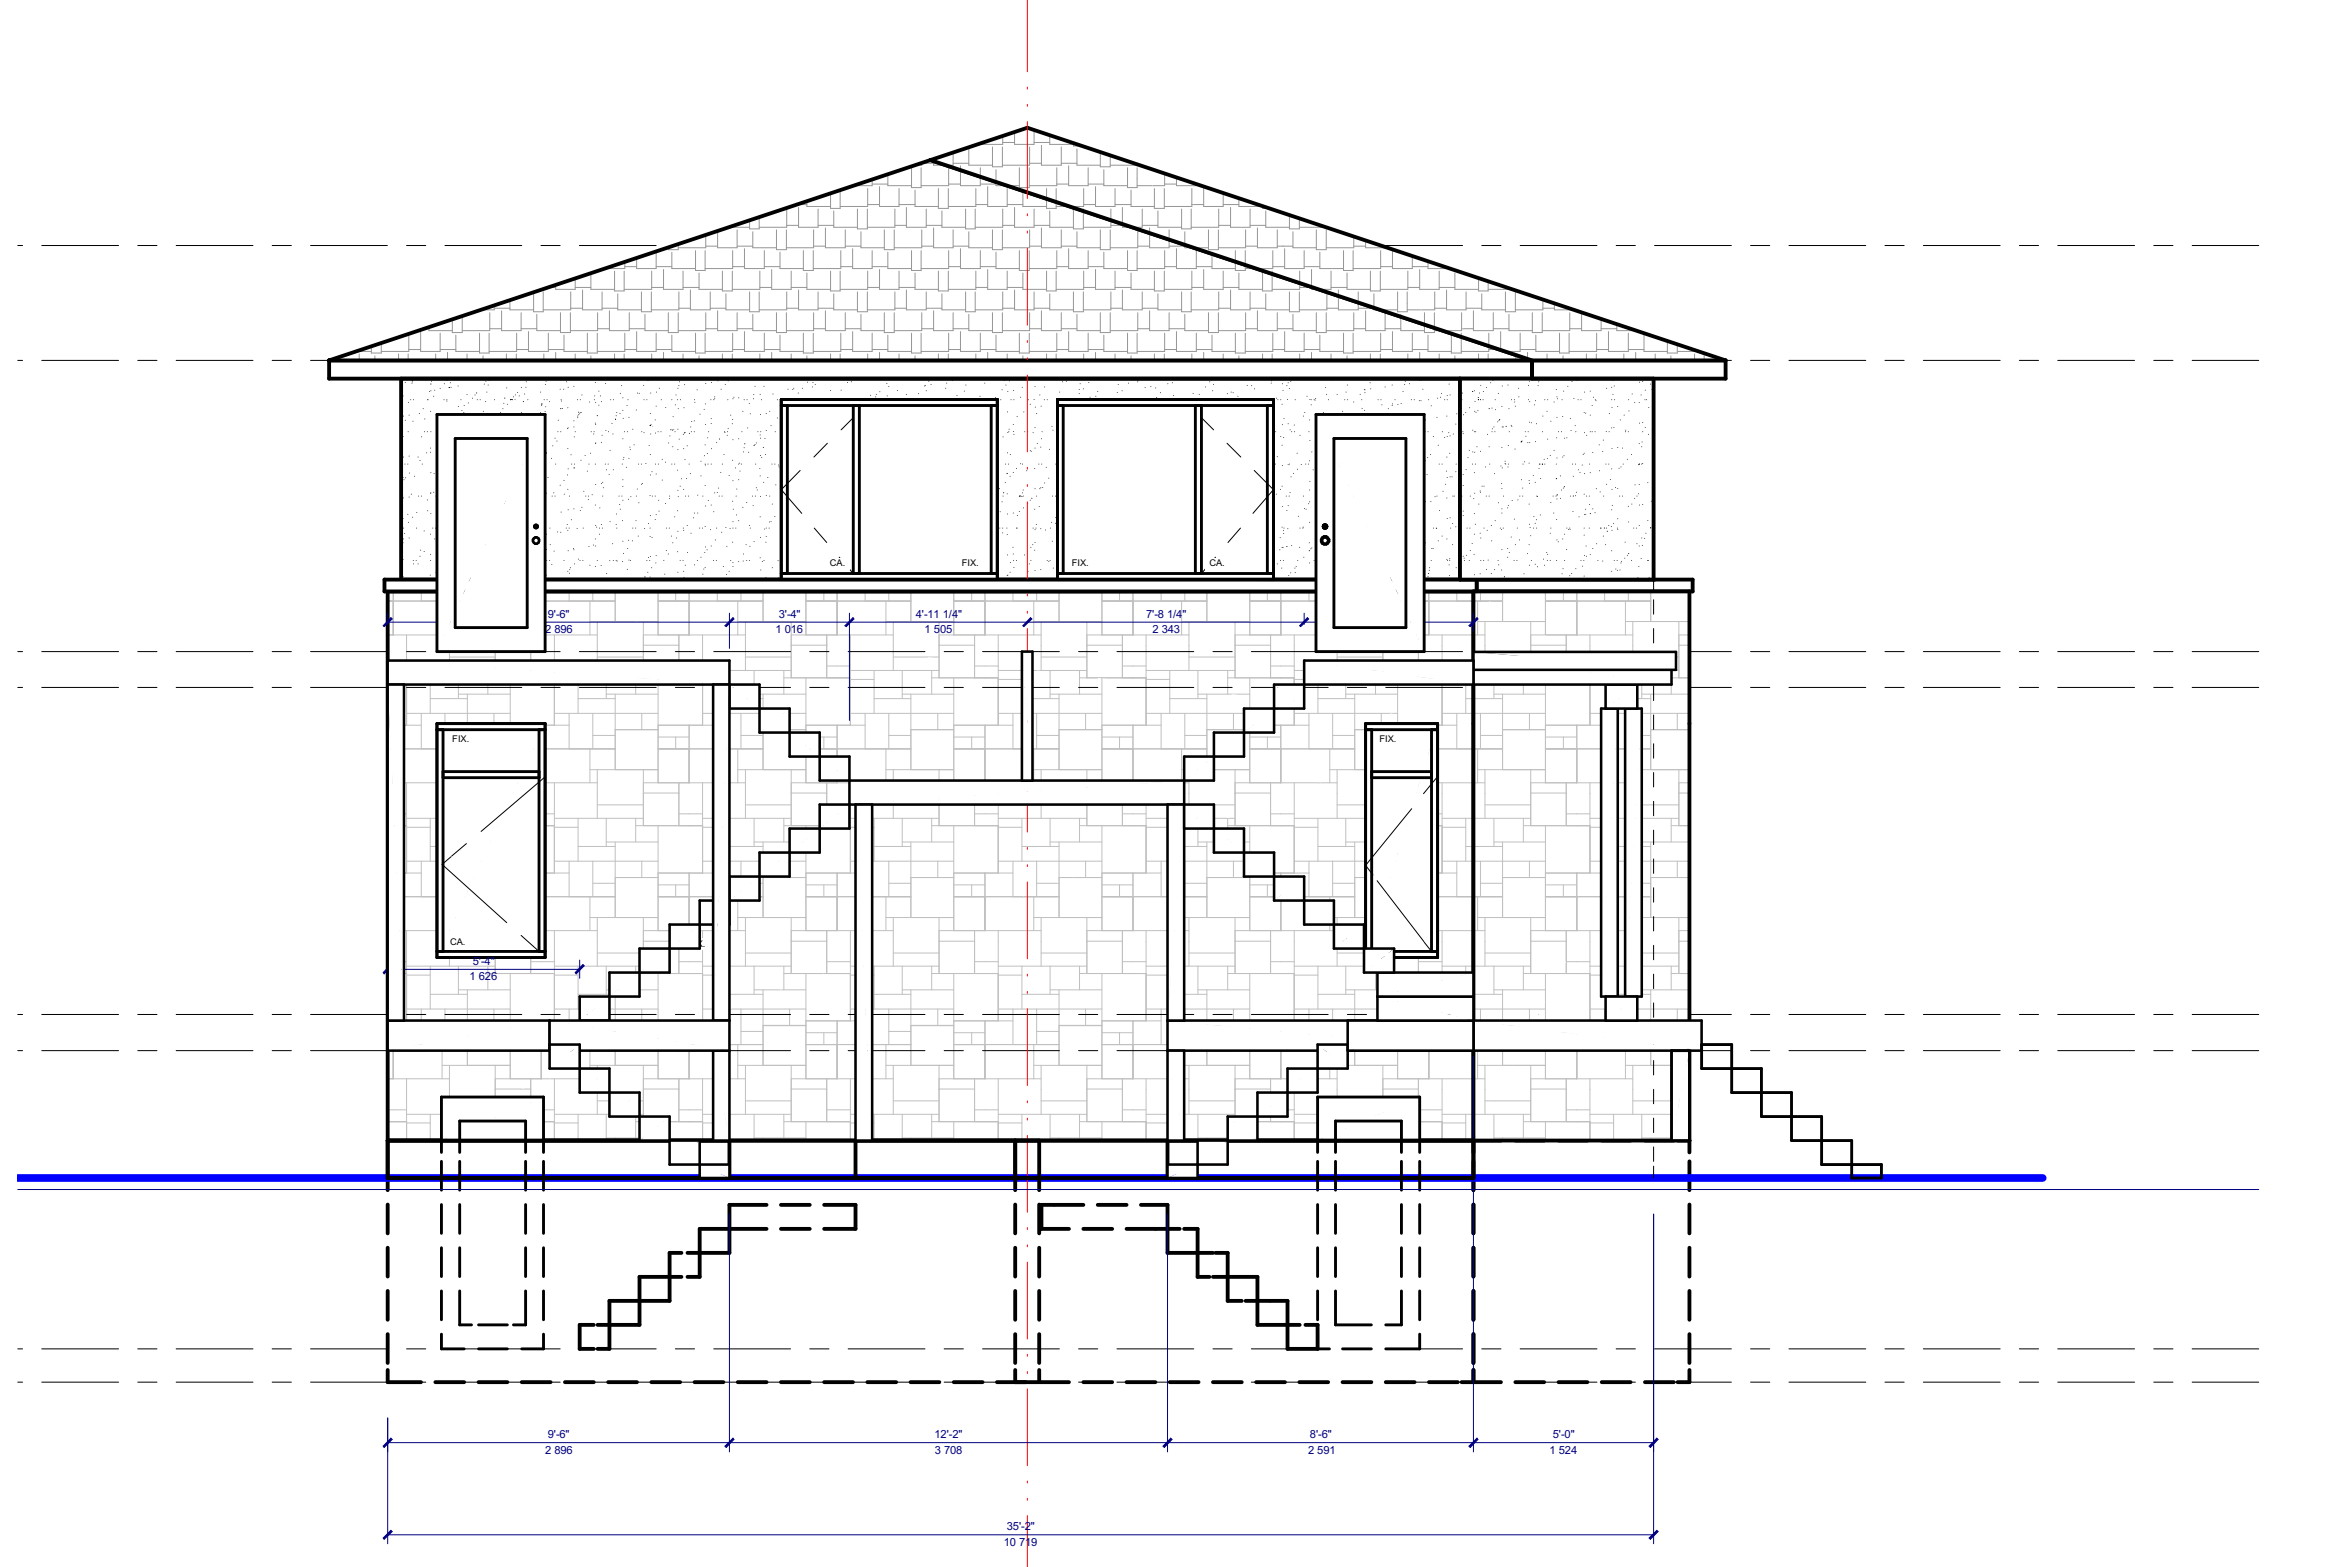 CA.
FIX.
FIX.
CA.
9'-6"
2 896
3'-4"
1 016
4'-11 1/4"
1 505
7'-8 1/4"
2 343
FIX.
FIX.
CA.
5'-4"
1 626
9'-6"
2 896
12'-2"
3 708
8'-6"
2 591
5'-0"
1 524
35'-2"
10 719